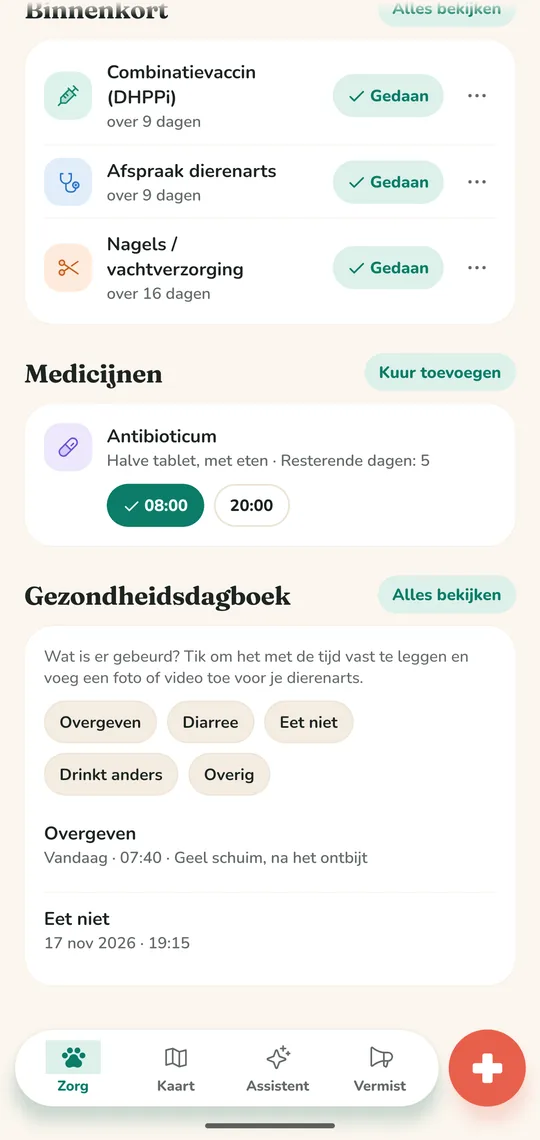 Binnenkort
Alles bekijken
Combinatievaccin
(DHPPi)
over 9 dagen
Gedaan
Afspraak dierenarts
over 9 dagen
Gedaan
Nagels /
vachtverzorging
over 16 dagen
Gedaan
Medicijnen
Kuur toevoegen
Antibioticum
Halve tablet, met eten · Resterende dagen: 5
08:00
20:00
Gezondheidsdagboek
Alles bekijken
Wat is er gebeurd? Tik om het met de tijd vast te leggen en
voeg een foto of video toe voor je dierenarts.
Overgeven
Diarree
Eet niet
Drinkt anders
Overig
Overgeven
Vandaag · 07:40 · Geel schuim, na het ontbijt
Eet niet
17 nov 2026 · 19:15
Zorg
Kaart
Assistent
Vermist